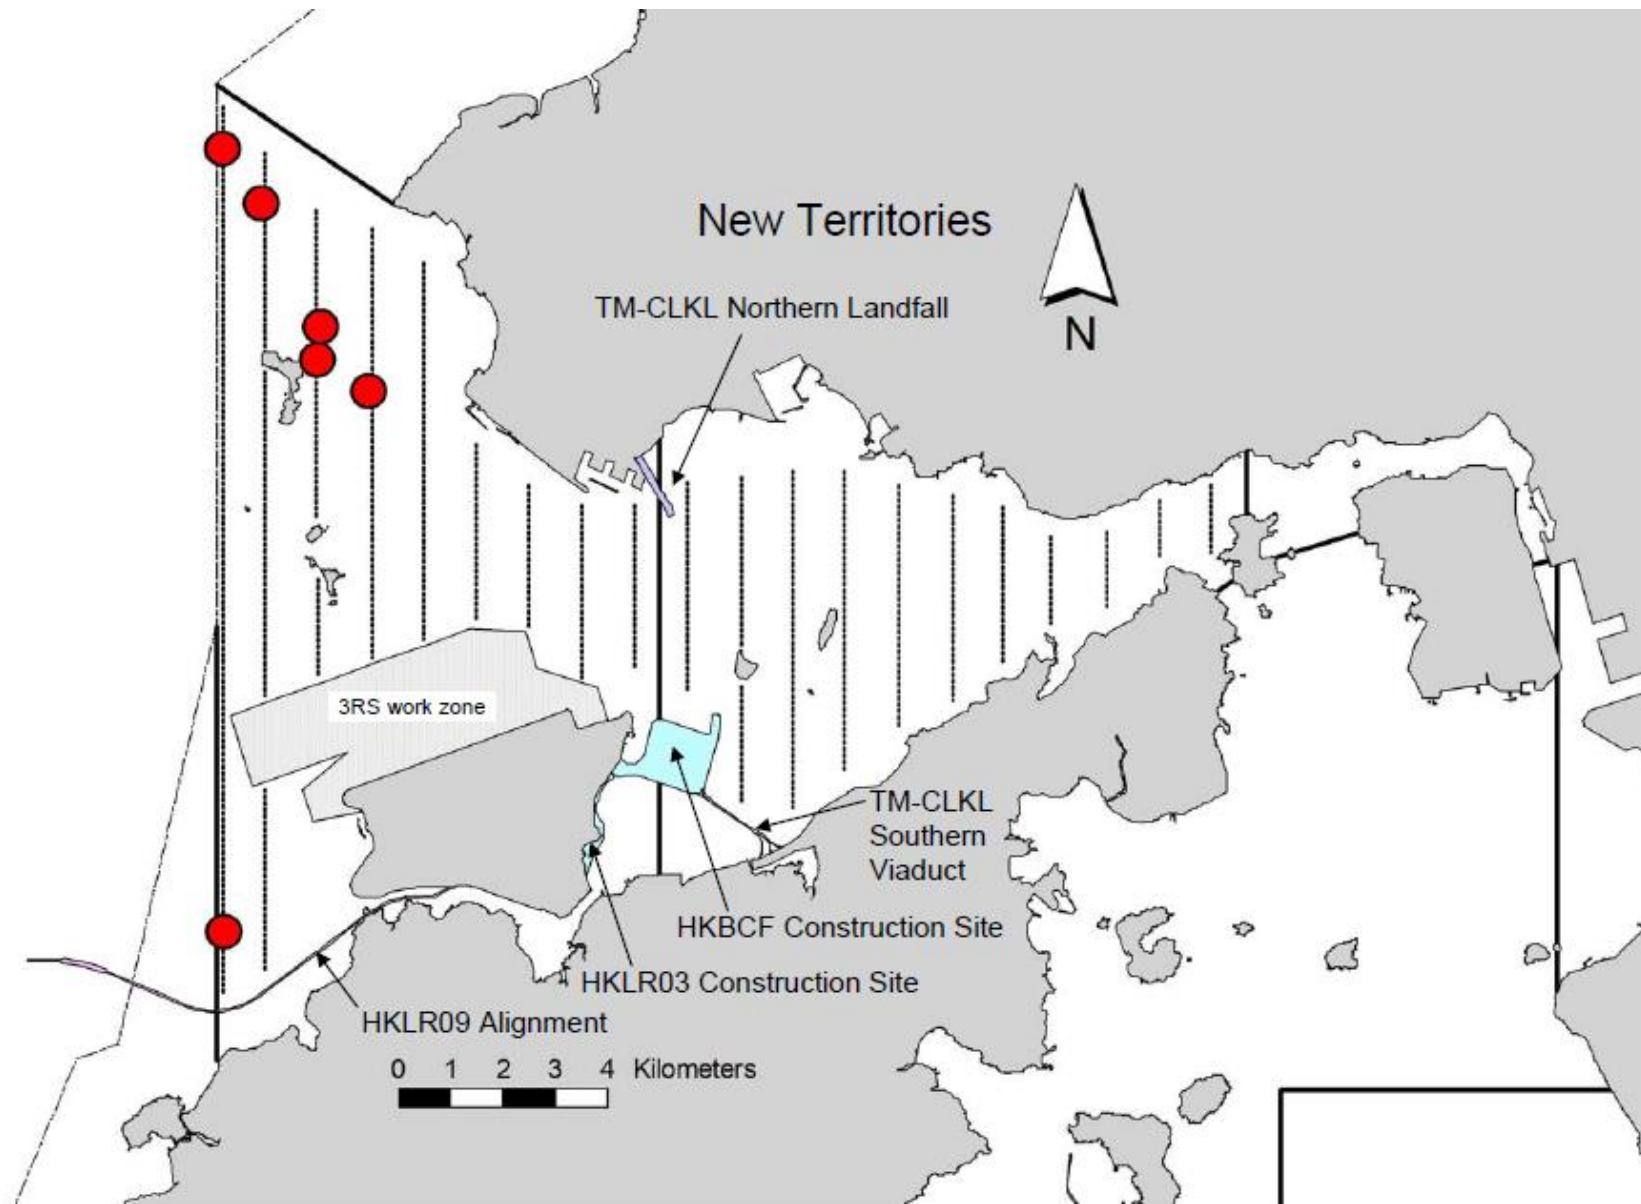 New Territories
TM-CLKL Northern Landfall
N
3RS work zone
TM-CLKL
Southern
Viaduct
HKBCF Construction Site
HKLR03 Construction Site
HKLR09 Alignment
0 1 2 3 4 Kilometers